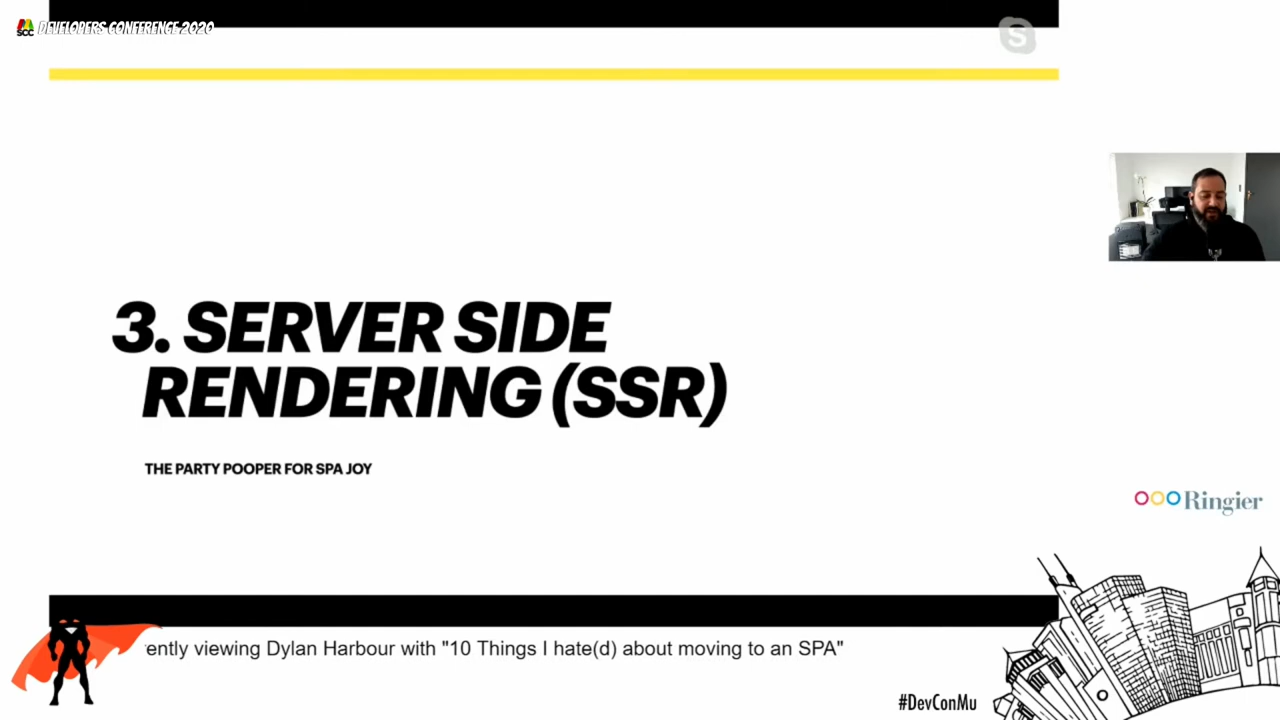 SCC DEVELOPERS CONFERENCE 2020
3. SERVER SIDE
RENDERING (SSR)
THE PARTY POOPER FOR SPA JOY
Ringier
ently viewing Dylan Harbour with "10 Things I hate(d) about moving to an SPA"
#DevConMu